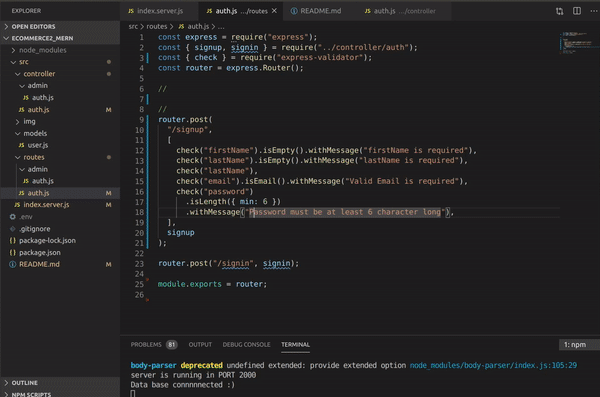 EXPLORER
OPEN EDITORS
ECOMMERCE2_MERN
node_modules
src
controller
admin
JS auth.js
JS auth.js M
img
models
JS user.js
routes
admin
JS auth.js
JS auth.js M
JS index.server.js M
.env
.gitignore
package-lock.json
package.json
README.md M
OUTLINE
NPM SCRIPTS
JS index.server.js
JS auth.js .../routes
README.md
JS auth.js .../controller
src > routes > JS auth.js > ...
1 const express = require("express");
2 const { signup, signin } = require("../controller/auth");
3 const { check } = require("express-validator");
4 const router = express.Router();
5
6 //
7
8 //
9 router.post(
10 "/signup",
11 [
12 check("firstName").isEmpty().withMessage("firstName is required"),
13 check("lastName").isEmpty().withMessage("lastName is required"),
14 check("lastName"),
15 check("email").isEmail().withMessage("Valid Email is required"),
16 check("password")
17 .isLength({ min: 6 })
18 .withMessage("Password must be at least 6 character long"),
19 ],
20 signup
21 );
22
23 router.post("/signin", signin);
24
25 module.exports = router;
26
PROBLEMS 81 OUTPUT DEBUG CONSOLE TERMINAL 1: npm
body-parser deprecated undefined extended: provide extended option node_modules/body-parser/index.js:105:29
server is running in PORT 2000
Data base connnnnected :)